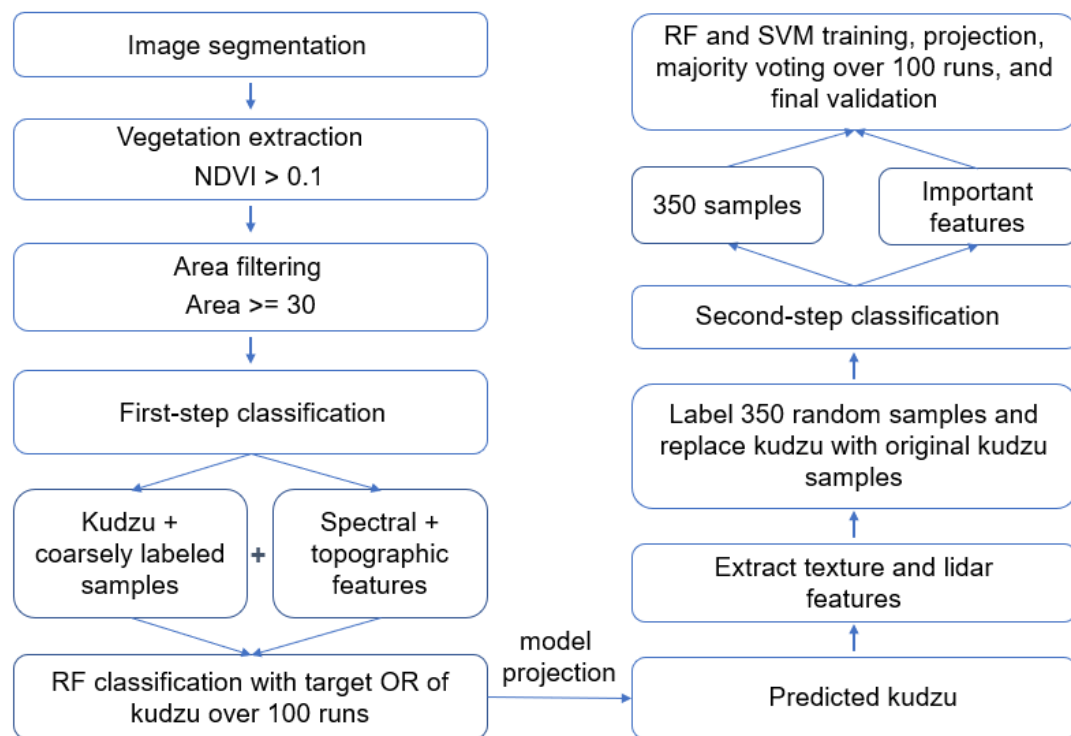 Image segmentation
Vegetation extraction
NDVI > 0.1
Area filtering
Area >= 30
First-step classification
Kudzu +
coarsely labeled
samples
+
Spectral +
topographic
features
RF classification with target OR of
kudzu over 100 runs
model
projection
Predicted kudzu
Extract texture and lidar
features
Label 350 random samples and
replace kudzu with original kudzu
samples
Second-step classification
350 samples
Important
features
RF and SVM training, projection,
majority voting over 100 runs, and
final validation